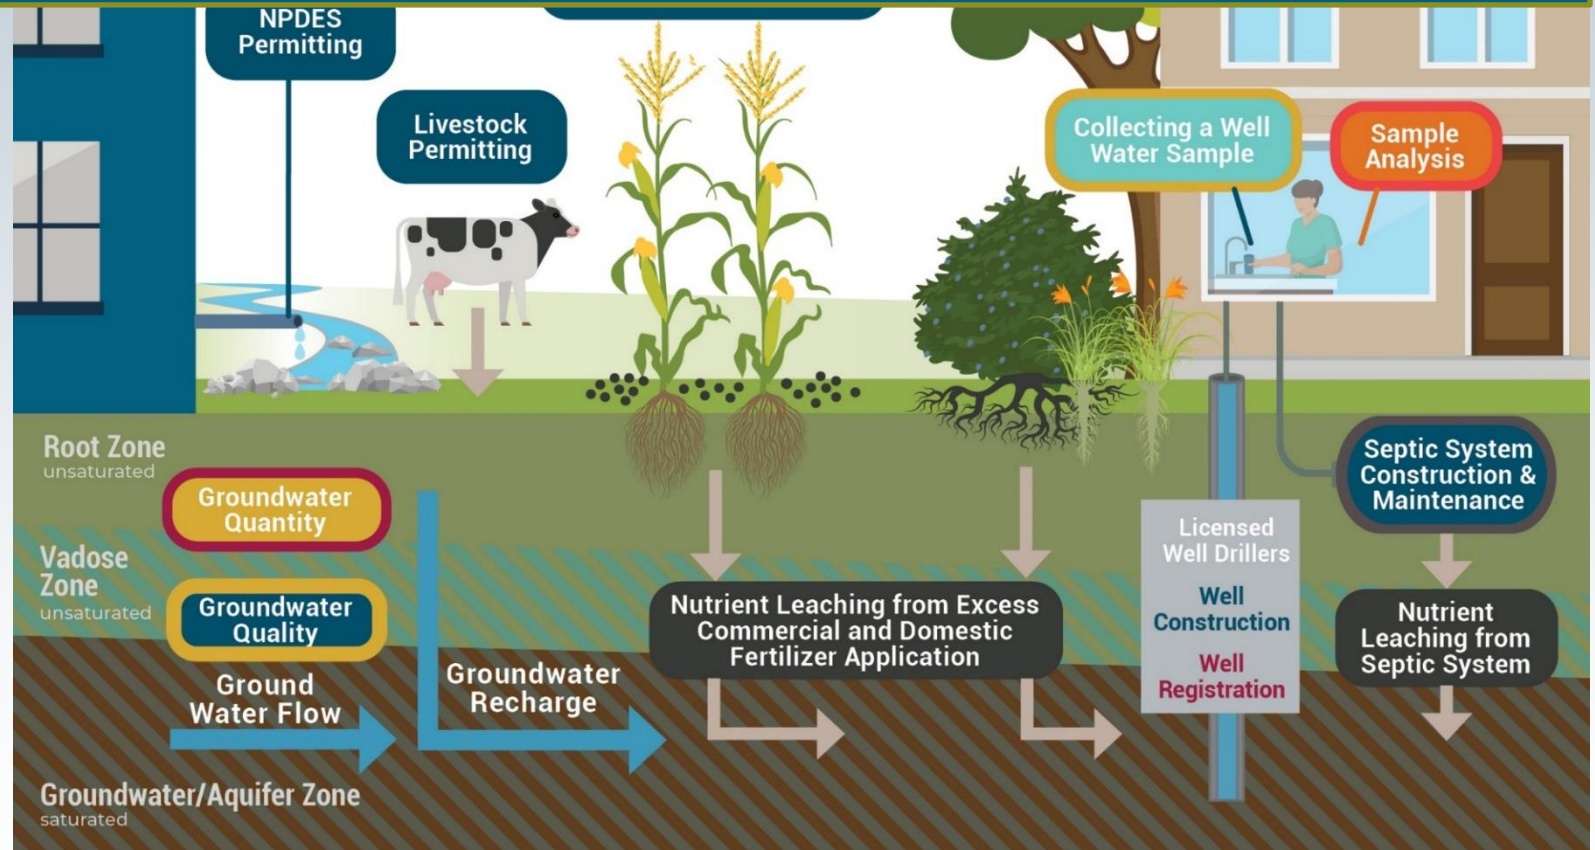 NPDES
Permitting
Livestock
Permitting
Collecting a Well
Water Sample
Sample
Analysis
Root Zone
unsaturated
Groundwater
Quantity
Vadose
Zone
unsaturated
Groundwater
Quality
Ground
Water Flow
Groundwater
Recharge
Nutrient Leaching from Excess
Commercial and Domestic
Fertilizer Application
Licensed
Well Drillers
Well
Construction
Well
Registration
Septic System
Construction &
Maintenance
Nutrient
Leaching from
Septic System
Groundwater/Aquifer Zone
saturated